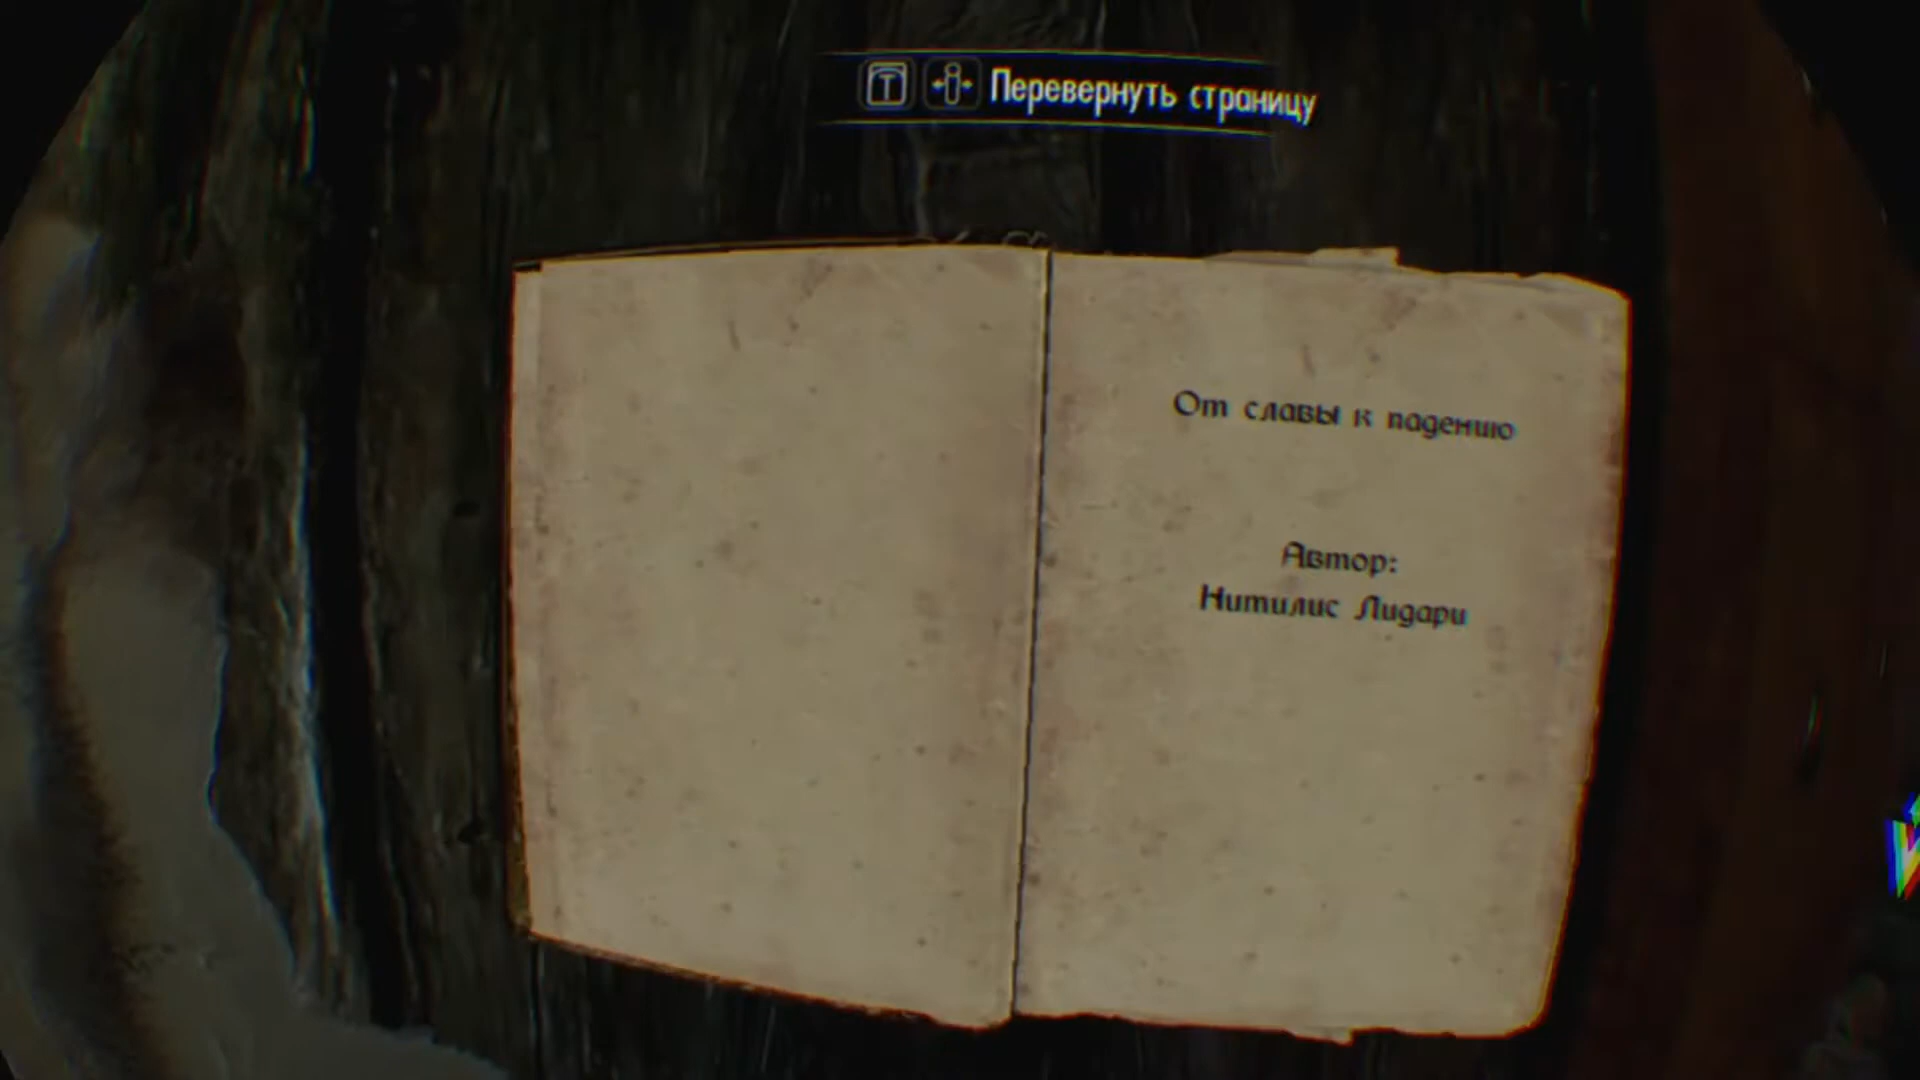 Перевернуть страницу
От славы к падению
Автор:
Нитилис Лидари